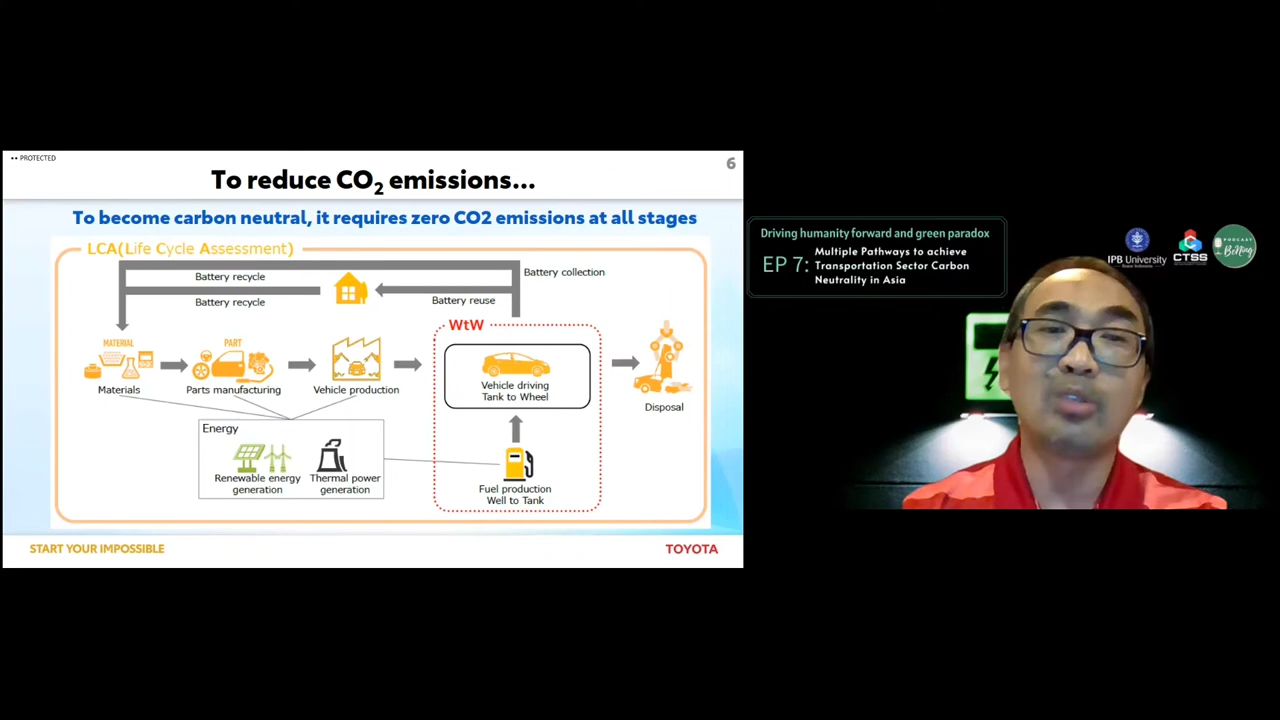 •• PROTECTED
6
To reduce CO2 emissions...
To become carbon neutral, it requires zero CO2 emissions at all stages
LCA(Life Cycle Assessment)
Battery recycle
Battery collection
Battery recycle
Battery reuse
WtW
MATERIAL
PART
Materials
Parts manufacturing
Vehicle production
Vehicle driving
Tank to Wheel
Disposal
Energy
Renewable energy
generation
Thermal power
generation
Fuel production
Well to Tank
START YOUR IMPOSSIBLE
TOYOTA
Driving humanity forward and green paradox
EP 7:
Multiple Pathways to achieve
Transportation Sector Carbon
Neutrality in Asia
IPB University
CTSS
PODCAST
BeNing